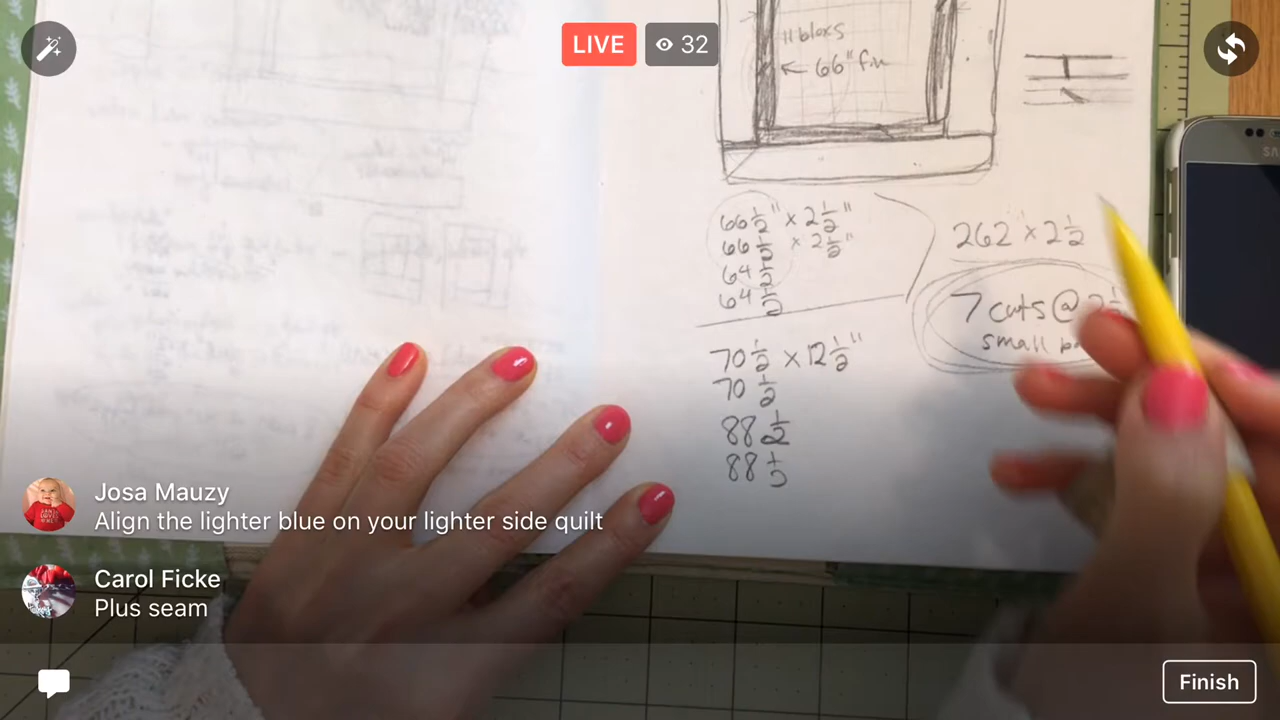 LIVE 32
11 bloxs
← 66" fin
66 1/2" x 2 1/2"
66 1/2 x 2 1/2"
64 1/2
64 1/2
262 x 2 1/2
7 cuts @ 2 1/2
small
70 1/2 x 12 1/2"
70 1/2
88 1/2
88 1/2
Josa Mauzy
Align the lighter blue on your lighter side quilt
Carol Ficke
Plus seam
Finish